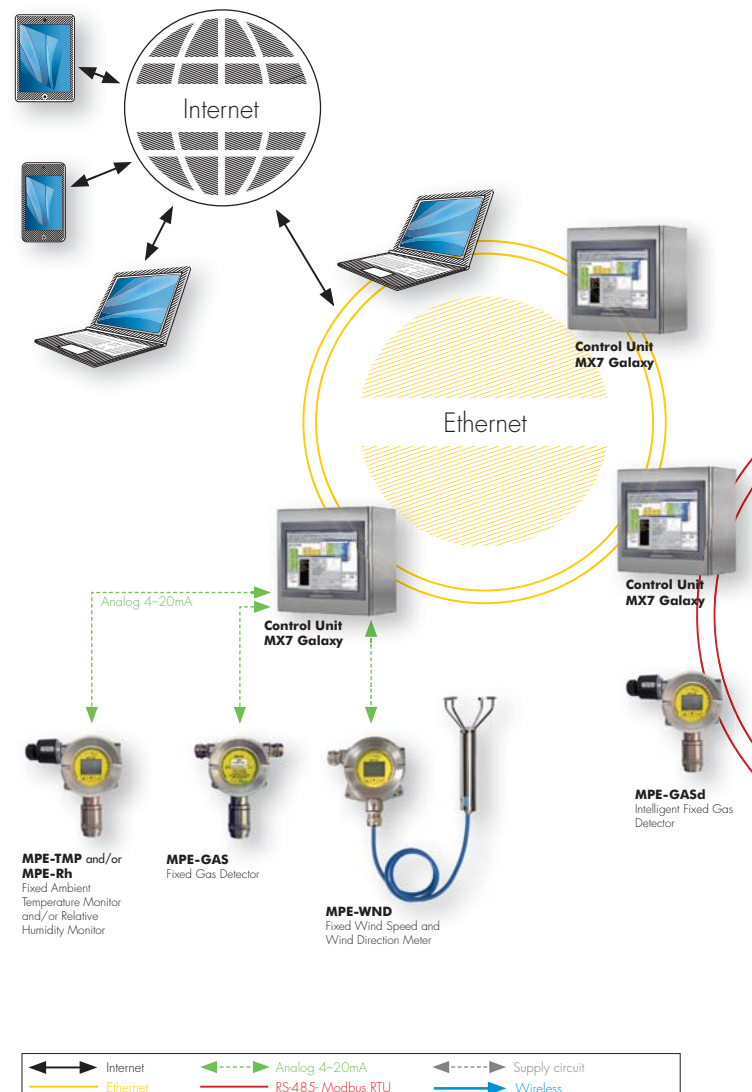 Internet
Control Unit
MX7 Galaxy
Ethernet
Control Unit
MX7 Galaxy
Analog 4–20mA
Control Unit
MX7 Galaxy
MPE-TMP and/or
MPE-Rh
Fixed Ambient
Temperature Monitor
and/or Relative
Humidity Monitor
MPE-GAS
Fixed Gas Detector
MPE-WND
Fixed Wind Speed and
Wind Direction Meter
MPE-GASd
Intelligent Fixed Gas
Detector
Internet
Analog 4–20mA
Supply circuit
Ethernet
RS-485- Modbus RTU
Wireless